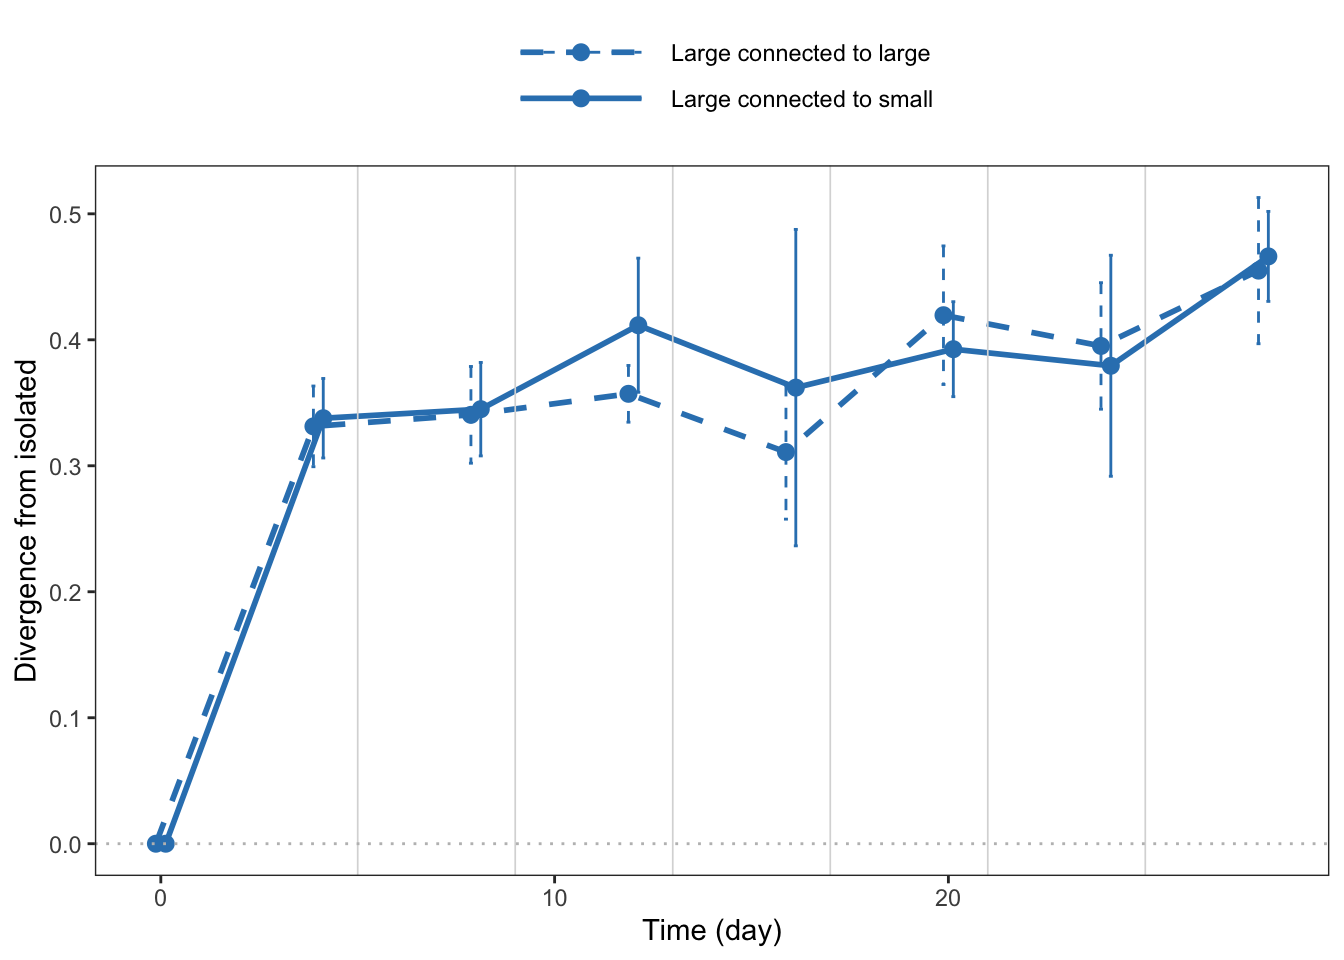 Large connected to large
Large connected to small
Divergence from isolated
0.5
0.4
0.3
0.2
0.1
0.0
0
10
20
Time (day)